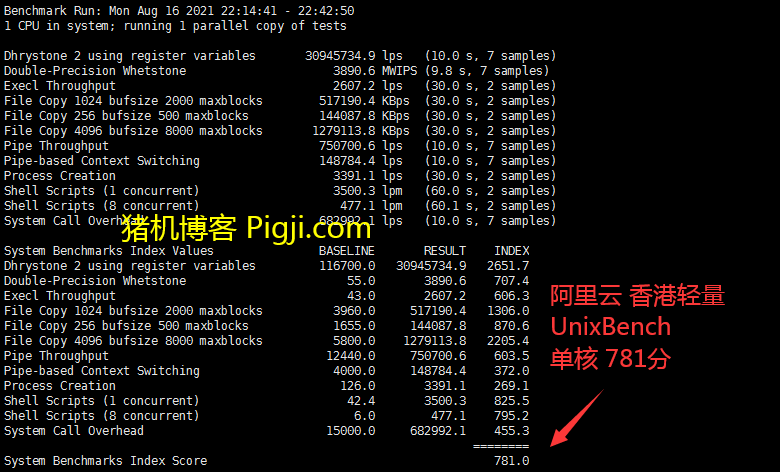 Benchmark Run: Mon Aug 16 2021 22:14:41 - 22:42:50
1 CPU in system; running 1 parallel copy of tests
Dhrystone 2 using register variables 30945734.9 lps (10.0 s, 7 samples)
Double-Precision Whetstone 3890.6 MWIPS (9.8 s, 7 samples)
Execl Throughput 2607.2 lps (30.0 s, 2 samples)
File Copy 1024 bufsize 2000 maxblocks 517190.4 KBps (30.0 s, 2 samples)
File Copy 256 bufsize 500 maxblocks 144087.8 KBps (30.0 s, 2 samples)
File Copy 4096 bufsize 8000 maxblocks 1279113.8 KBps (30.0 s, 2 samples)
Pipe Throughput 750700.6 lps (10.0 s, 7 samples)
Pipe-based Context Switching 148784.4 lps (10.0 s, 7 samples)
Process Creation 3391.1 lps (30.0 s, 2 samples)
Shell Scripts (1 concurrent) 3500.3 lpm (60.0 s, 2 samples)
Shell Scripts (8 concurrent) 477.1 lpm (60.1 s, 2 samples)
System Call Overhead 682992.1 lps (10.0 s, 7 samples)
猪机博客 Pigji.com
System Benchmarks Index Values BASELINE RESULT INDEX
Dhrystone 2 using register variables 116700.0 30945734.9 2651.7
Double-Precision Whetstone 55.0 3890.6 707.4
Execl Throughput 43.0 2607.2 606.3
File Copy 1024 bufsize 2000 maxblocks 3960.0 517190.4 1306.0
File Copy 256 bufsize 500 maxblocks 1655.0 144087.8 870.6
File Copy 4096 bufsize 8000 maxblocks 5800.0 1279113.8 2205.4
Pipe Throughput 12440.0 750700.6 603.5
Pipe-based Context Switching 4000.0 148784.4 372.0
Process Creation 126.0 3391.1 269.1
Shell Scripts (1 concurrent) 42.4 3500.3 825.5
Shell Scripts (8 concurrent) 6.0 477.1 795.2
System Call Overhead 15000.0 682992.1 455.3
========
System Benchmarks Index Score 781.0
阿里云 香港轻量
UnixBench
单核 781分